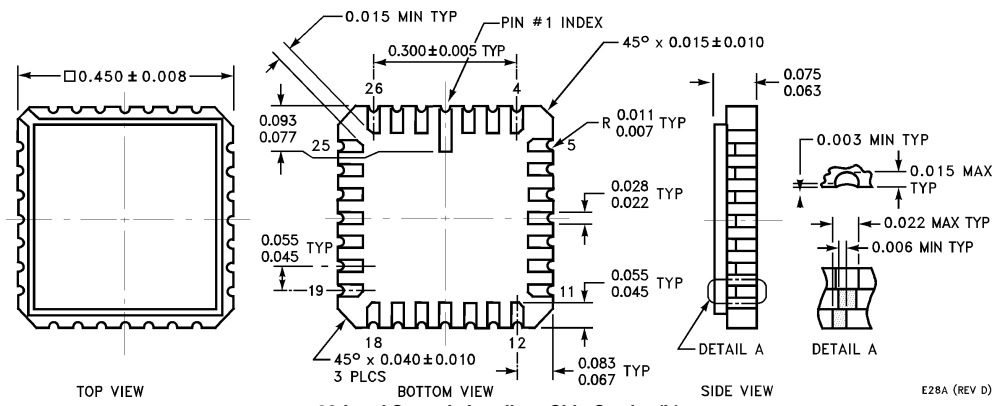 0.015 MIN TYP
PIN #1 INDEX
0.300±0.005 TYP
45° x 0.015±0.010
□0.450±0.008
26
4
0.075
0.063
0.093
0.077
R 0.011
0.007 TYP
25
5
0.003 MIN TYP
0.015 MAX
TYP
0.028
0.022 TYP
0.022 MAX TYP
0.055
0.045 TYP
0.006 MIN TYP
19
11
0.055
0.045 TYP
18
12
45° x 0.040±0.010
3 PLCS
0.083
0.067 TYP
DETAIL A
DETAIL A
TOP VIEW
BOTTOM VIEW
SIDE VIEW
E28A (REV D)